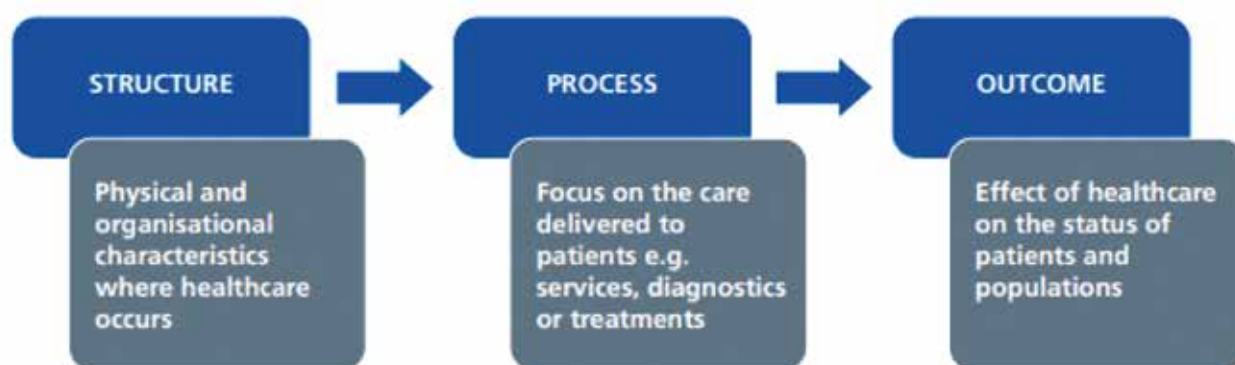 STRUCTURE
Physical and
organisational
characteristics
where healthcare
occurs
PROCESS
Focus on the care
delivered to
patients e.g.
services, diagnostics
or treatments
OUTCOME
Effect of healthcare
on the status of
patients and
populations